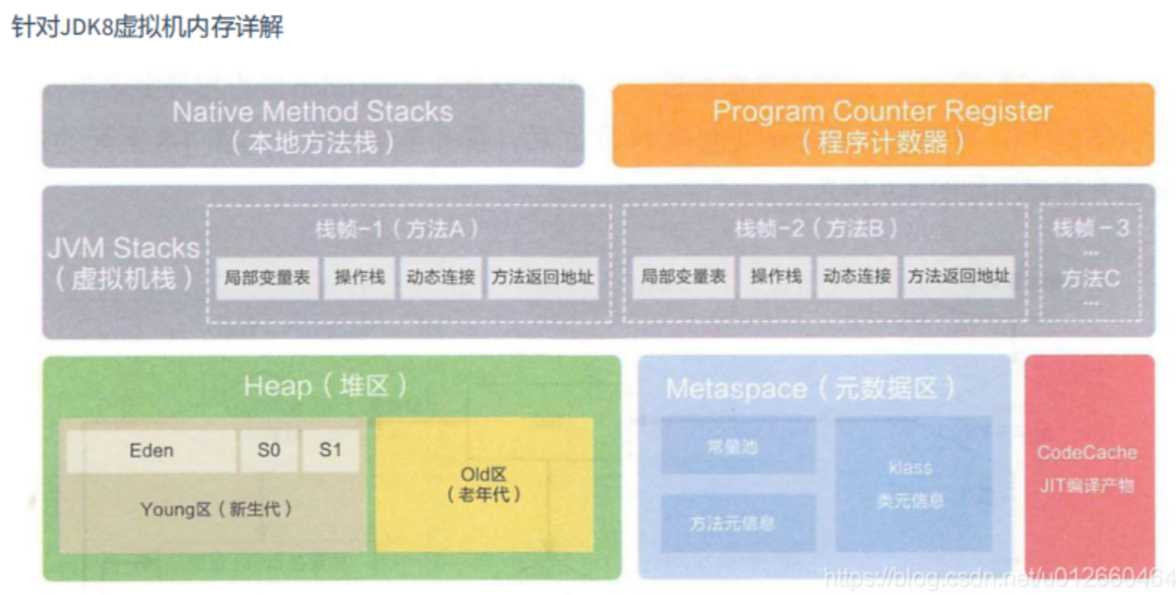 针对JDK8虚拟机内存详解
Native Method Stacks
（本地方法栈）
Program Counter Register
（程序计数器）
JVM Stacks
（虚拟机栈）
栈帧-1（方法A）
局部变量表
操作栈
动态连接
方法返回地址
栈帧-2（方法B）
局部变量表
操作栈
动态连接
方法返回地址
栈帧-3
...
方法C
...
Heap（堆区）
Eden
S0
S1
Young区（新生代）
Old区
（老年代）
Metaspace（元数据区）
常量池
方法元信息
klass
类元信息
CodeCache
JIT编译产物
https://blog.csdn.net/u012660464